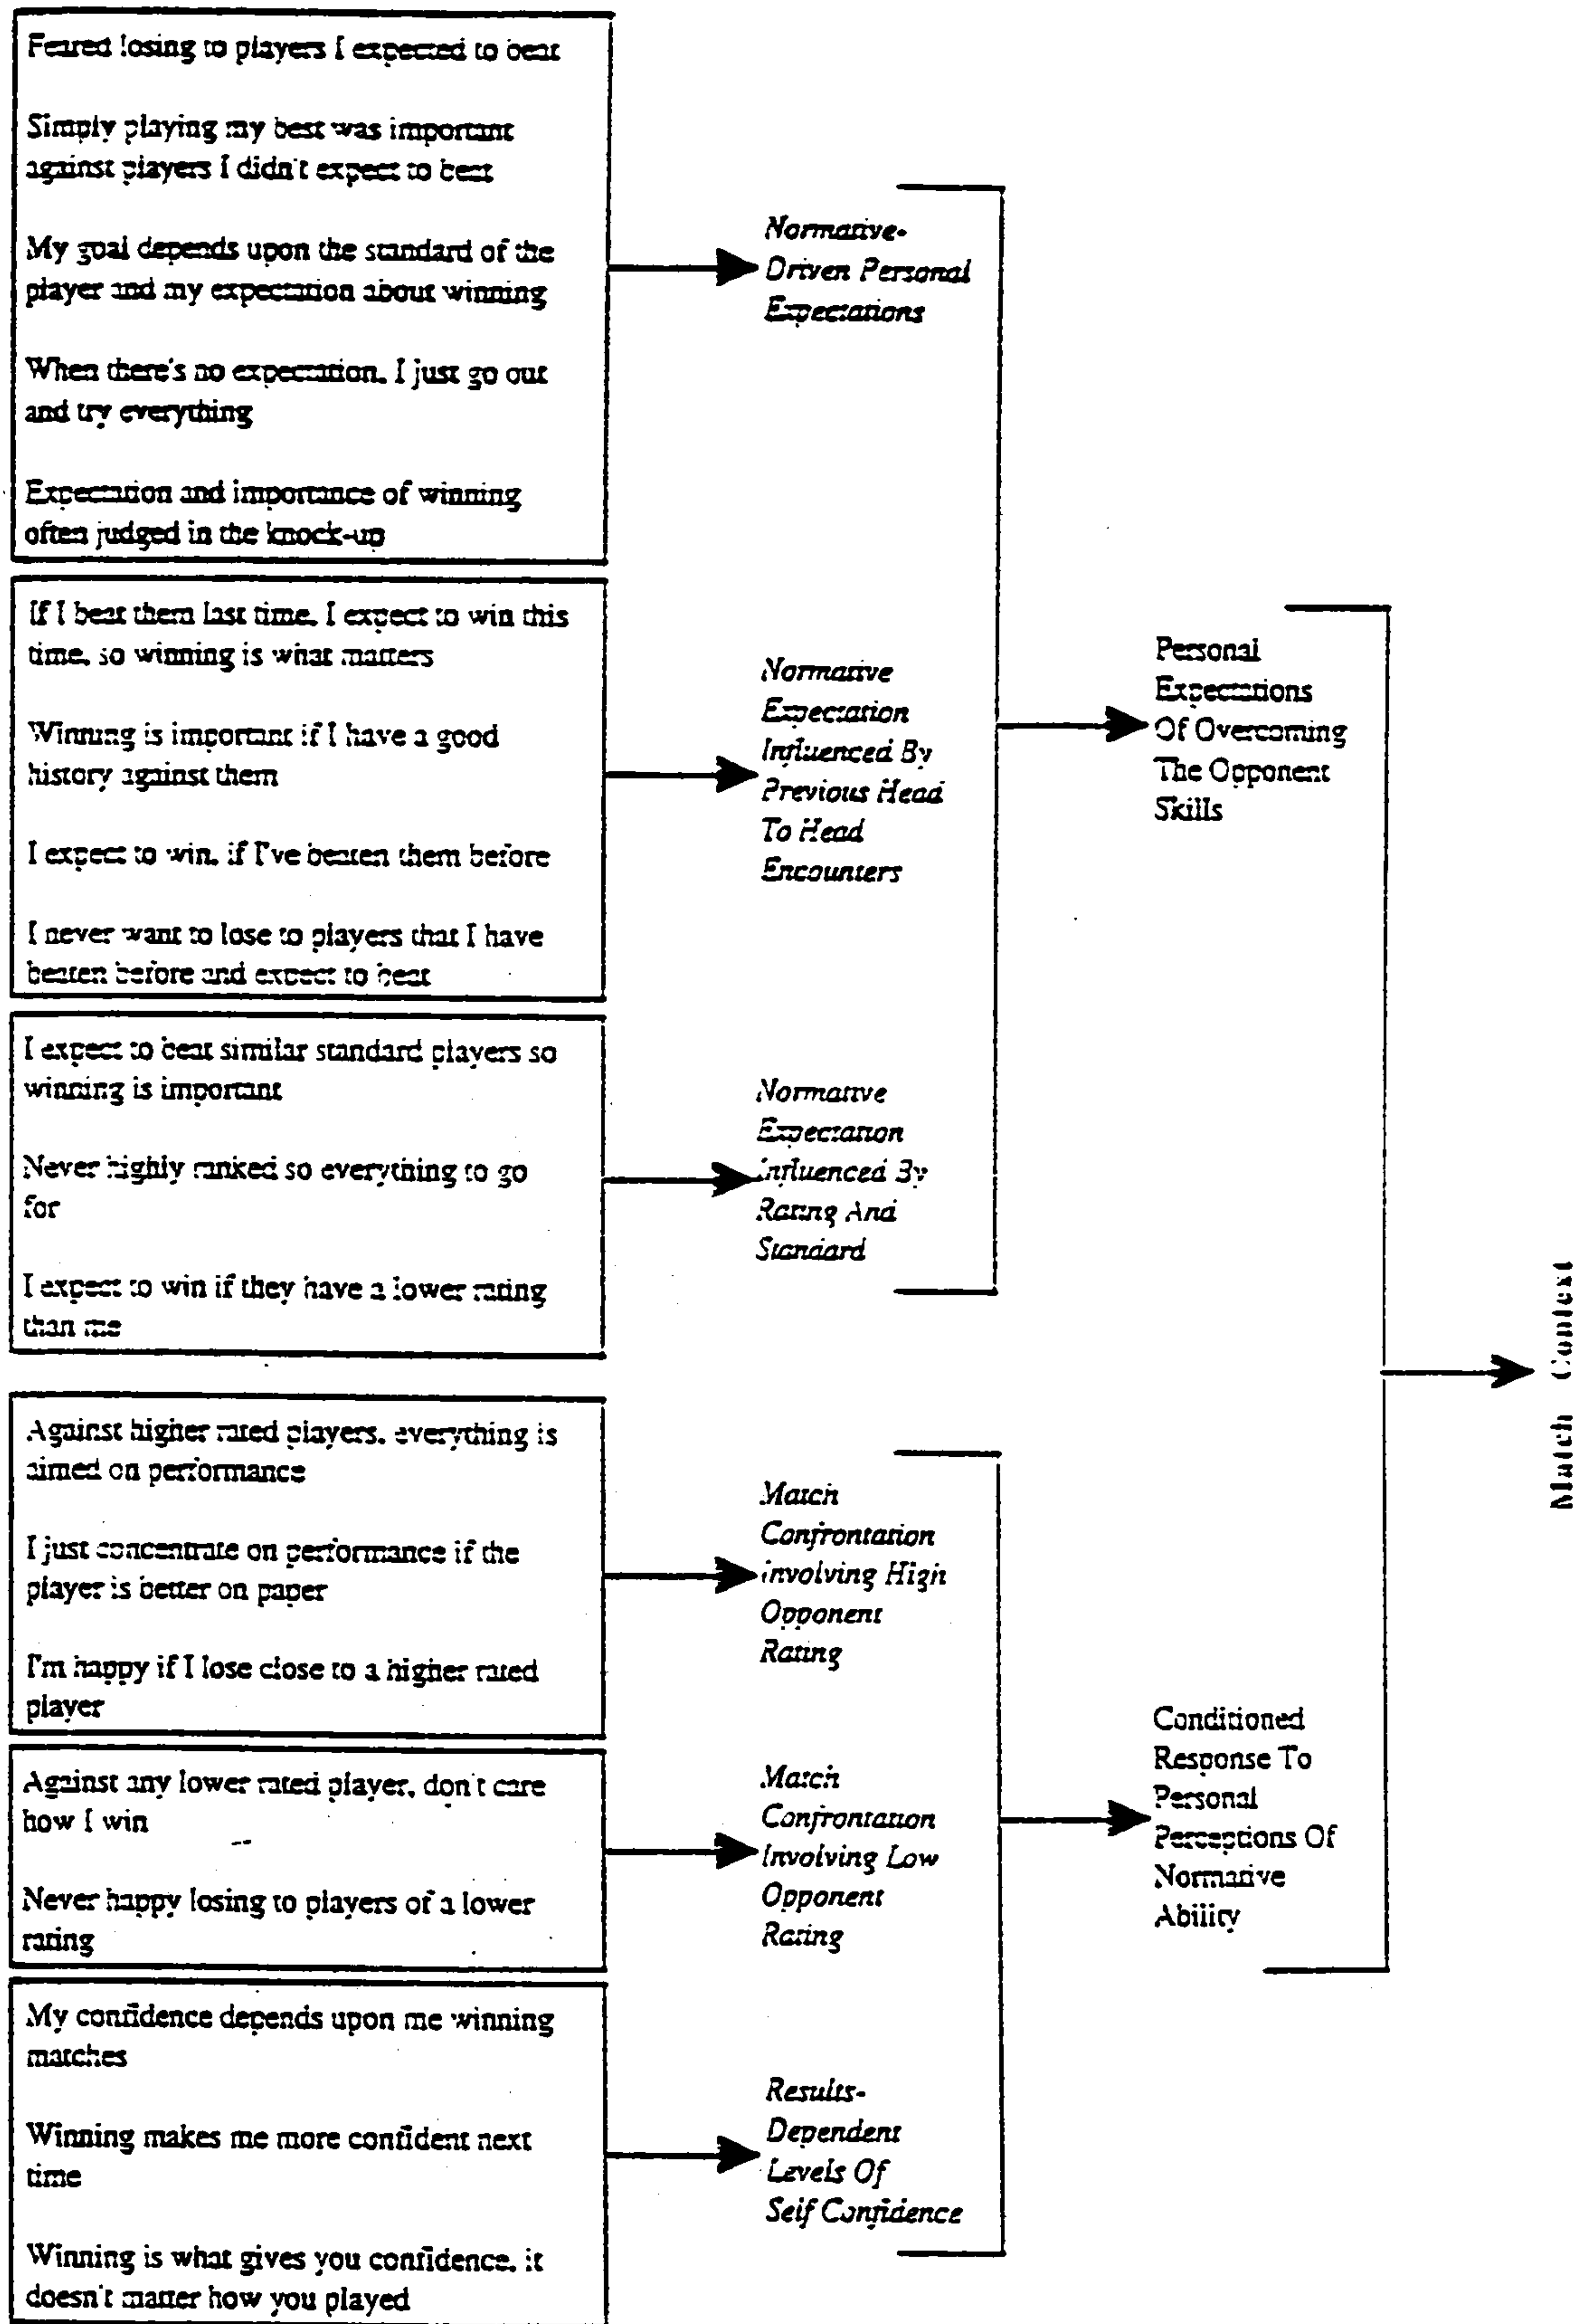 Feared losing to players I expected to beat
Simply playing my best was important
against players I didn't expect to beat
My goal depends upon the standard of the
player and my expectation about winning
When there's no expectation, I just go out
and try everything
Expectation and importance of winning
often judged in the knock-up
Normative-
Driven Personal
Expectations
If I beat them last time, I expect to win this
time, so winning is what matters
Winning is important if I have a good
history against them
I expect to win, if I've beaten them before
I never want to lose to players that I have
beaten before and expect to beat
Normative
Expectation
Influenced By
Previous Head
To Head
Encounters
I expect to beat similar standard players so
winning is important
Never highly ranked so everything to go
for
I expect to win if they have a lower rating
than me
Normative
Expectation
Influenced By
Rating And
Standard
Personal
Expectations
Of Overcoming
The Opponent
Skills
Against higher rated players, everything is
aimed on performance
I just concentrate on performance if the
player is better on paper
I'm happy if I lose close to a higher rated
player
Match
Confrontation
involving High
Opponent
Rating
Against any lower rated player, don't care
how I win
Never happy losing to players of a lower
rating
Match
Confrontation
Involving Low
Opponent
Rating
My confidence depends upon me winning
matches
Winning makes me more confident next
time
Winning is what gives you confidence, it
doesn't matter how you played
Results-
Dependent
Levels Of
Self Confidence
Conditioned
Response To
Personal
Perceptions Of
Normative
Ability
Match Context